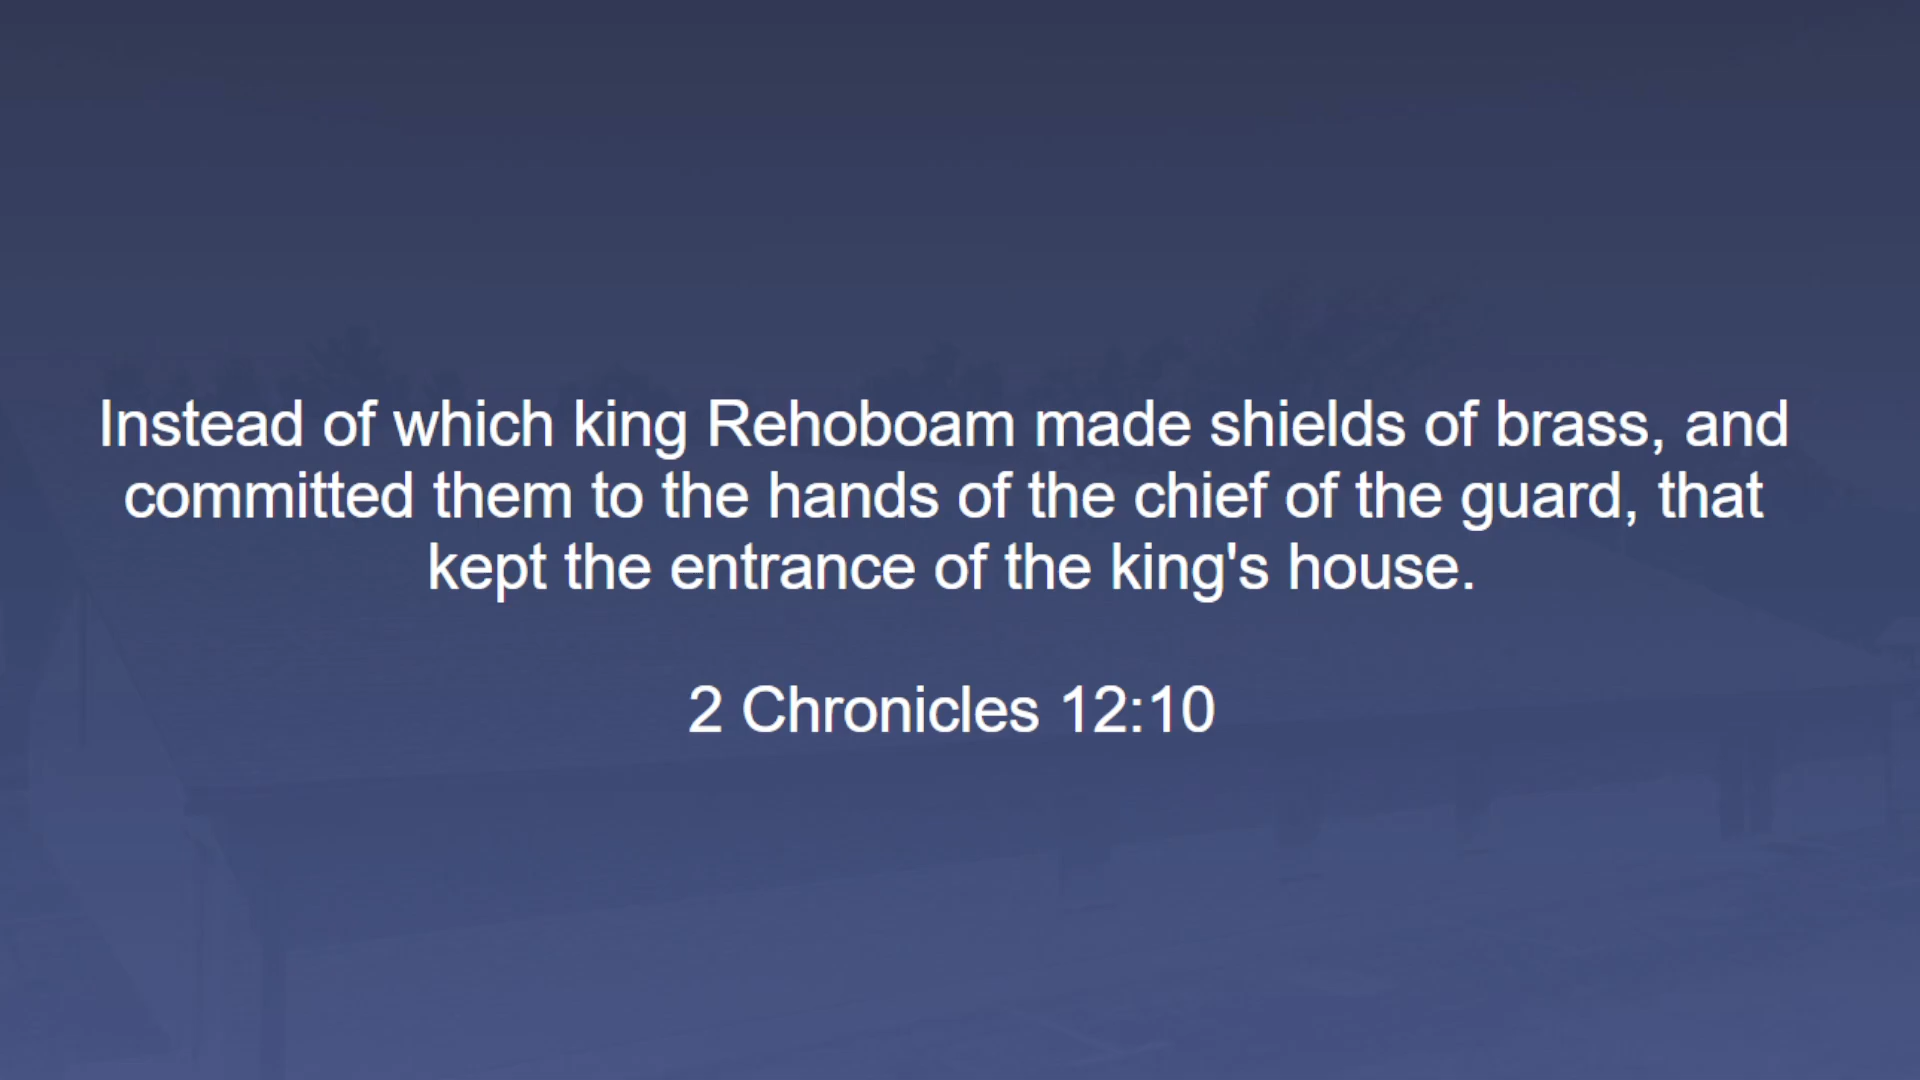 Instead of which king Rehoboam made shields of brass, and
committed them to the hands of the chief of the guard, that
kept the entrance of the king's house.
2 Chronicles 12:10